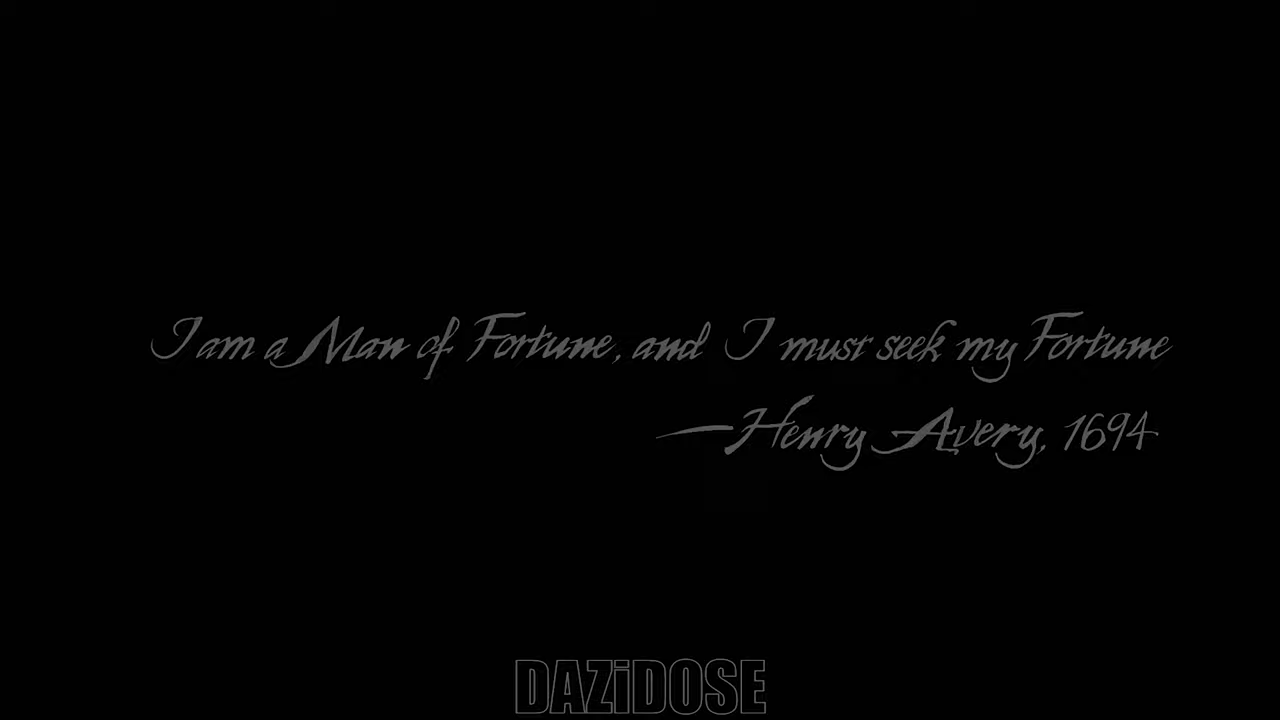 I am a Man of Fortune, and I must seek my Fortune
—Henry Avery, 1694
DAZiDOSE